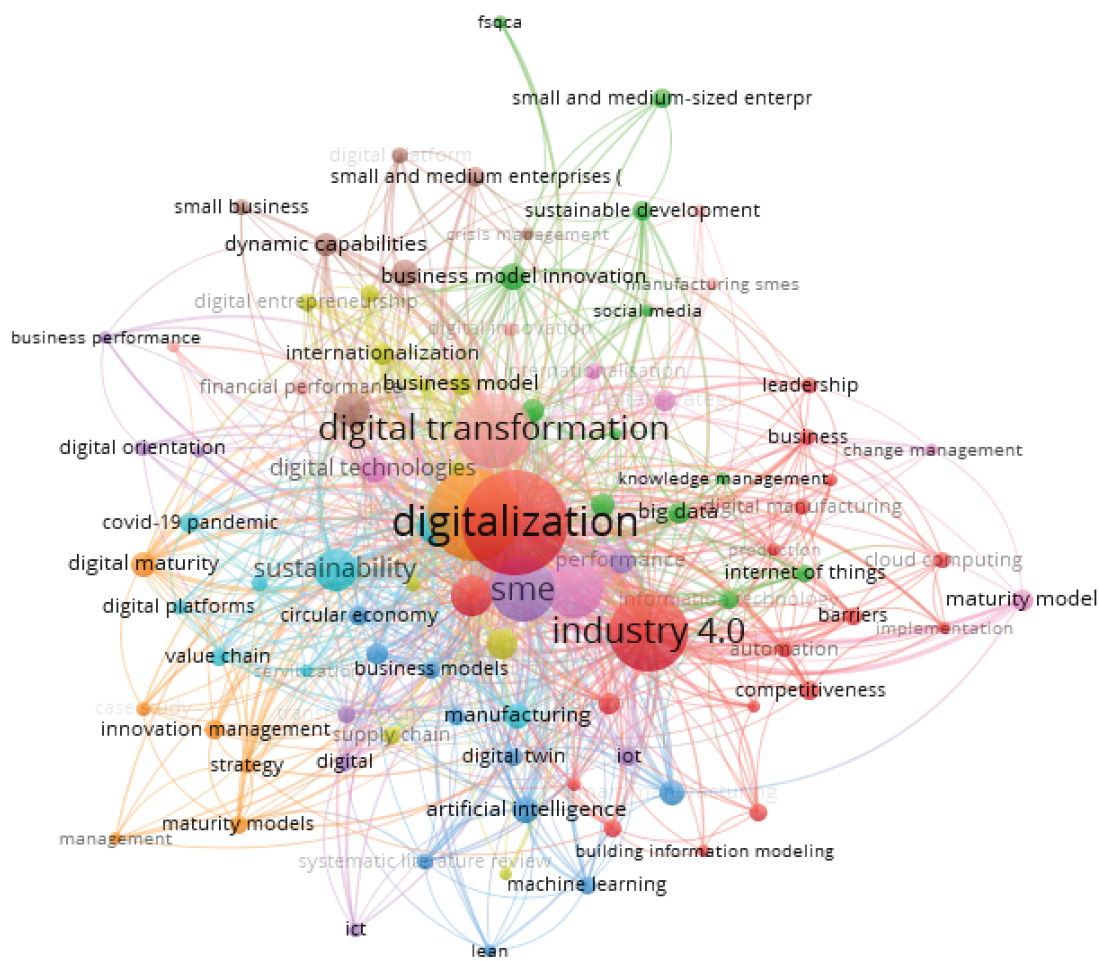 fsqca
small and medium-sized enterpr
digital platform
small and medium enterprises (
small business
sustainable development
crisis management
dynamic capabilities
business model innovation
manufacturing smes
digital entrepreneurship
social media
digital innovation
business performance
internationalization
internationalisation
financial performance
business model
leadership
digital transformation
business
change management
digital orientation
digital technologies
knowledge management
digital manufacturing
covid-19 pandemic
digitalization
big data
production
digital maturity
sustainability
performance
internet of things
cloud computing
digital platforms
circular economy
sme
information technology
barriers
maturity model
industry 4.0
implementation
value chain
servitization
business models
automation
competitiveness
case study
innovation management
manufacturing
supply chain
strategy
digital
digital twin
iot
artificial intelligence
management
maturity models
systematic literature review
building information modeling
machine learning
ict
lean